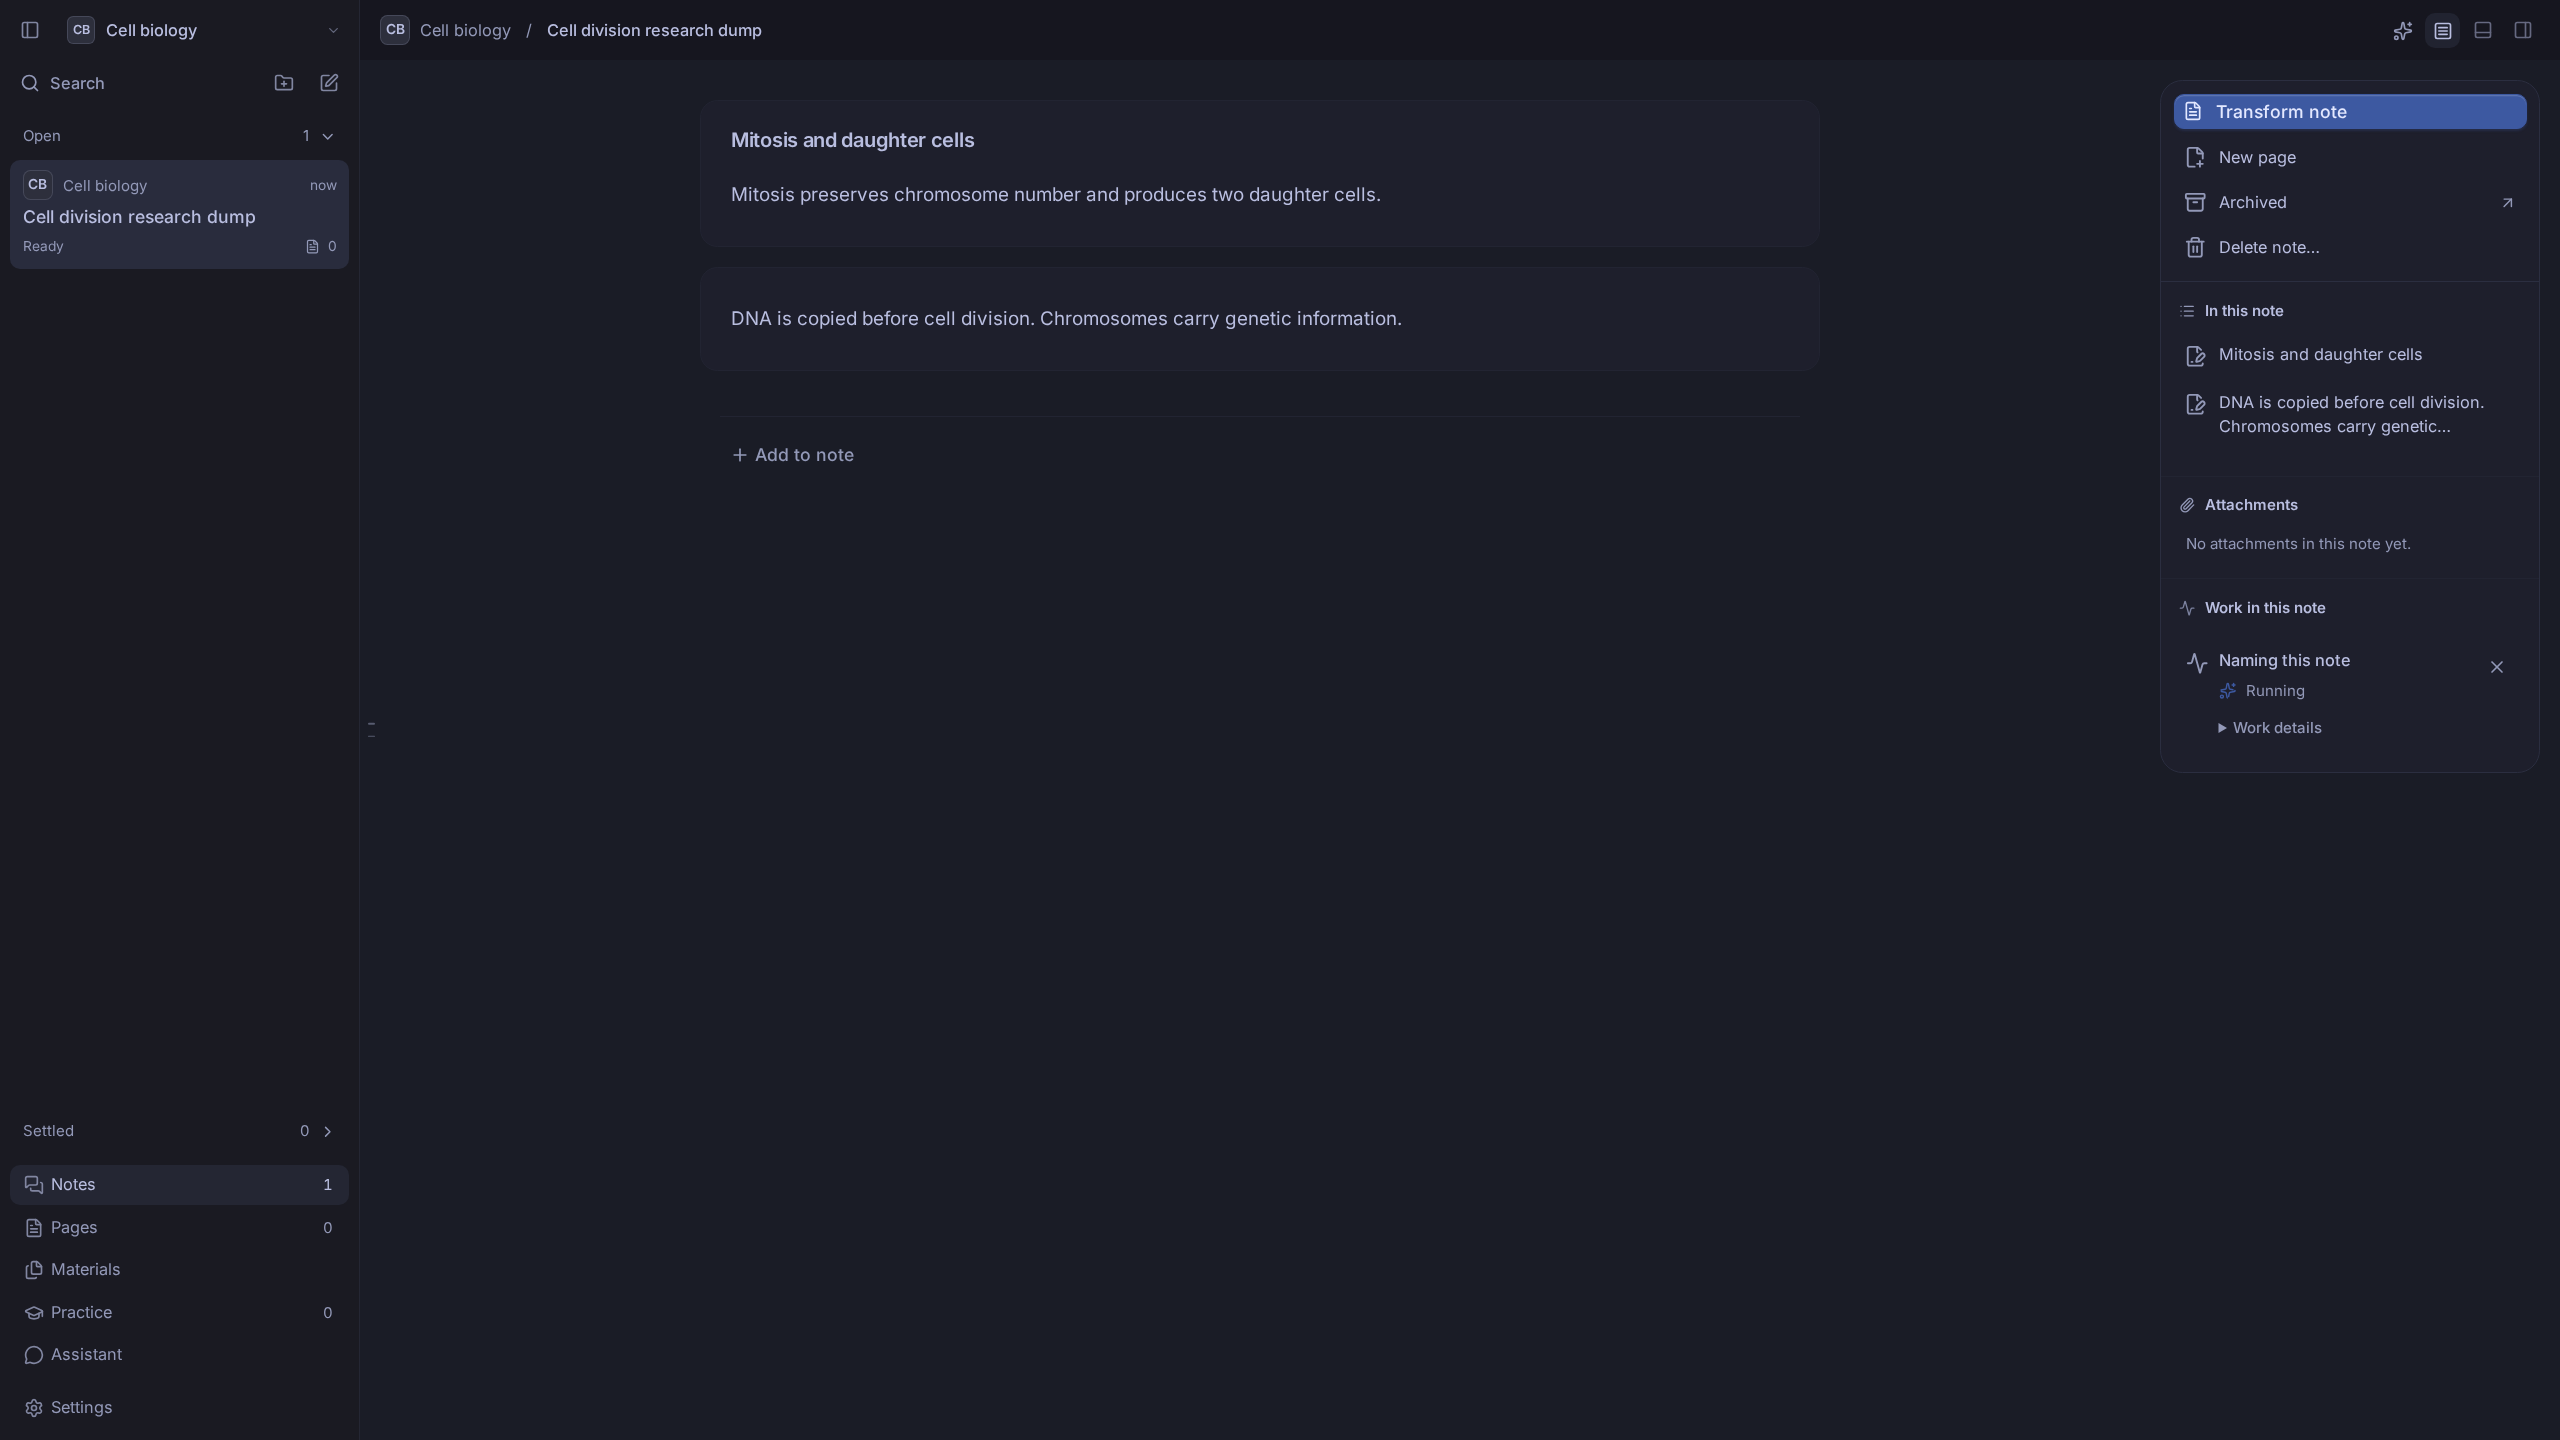 CB Cell biology
Search
Open 1
CB Cell biology now
Cell division research dump
Ready 0
Settled 0
Notes 1
Pages 0
Materials
Practice 0
Assistant
Settings
CB Cell biology / Cell division research dump
Mitosis and daughter cells
Mitosis preserves chromosome number and produces two daughter cells.
DNA is copied before cell division. Chromosomes carry genetic information.
Add to note
Transform note
New page
Archived
Delete note...
In this note
Mitosis and daughter cells
DNA is copied before cell division.
Chromosomes carry genetic...
Attachments
No attachments in this note yet.
Work in this note
Naming this note
Running
Work details